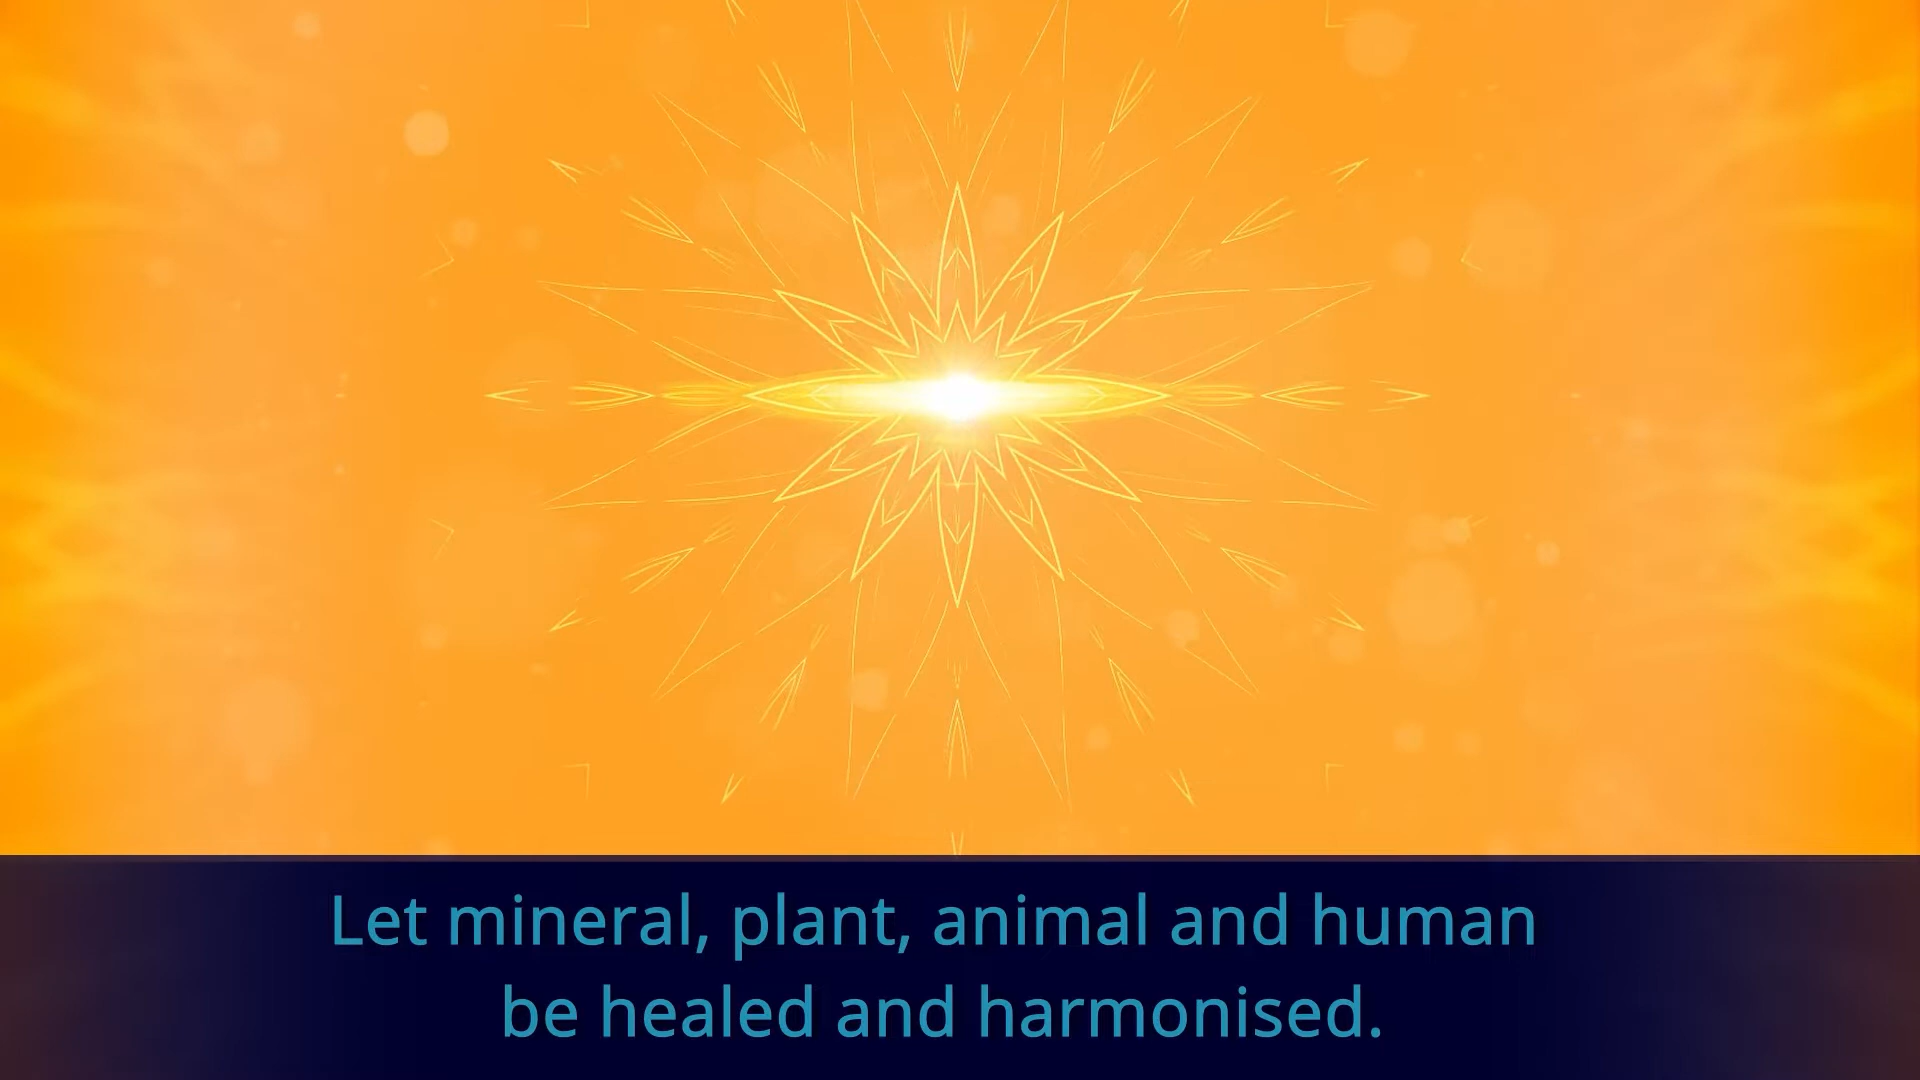 Let mineral, plant, animal and human
be healed and harmonised.